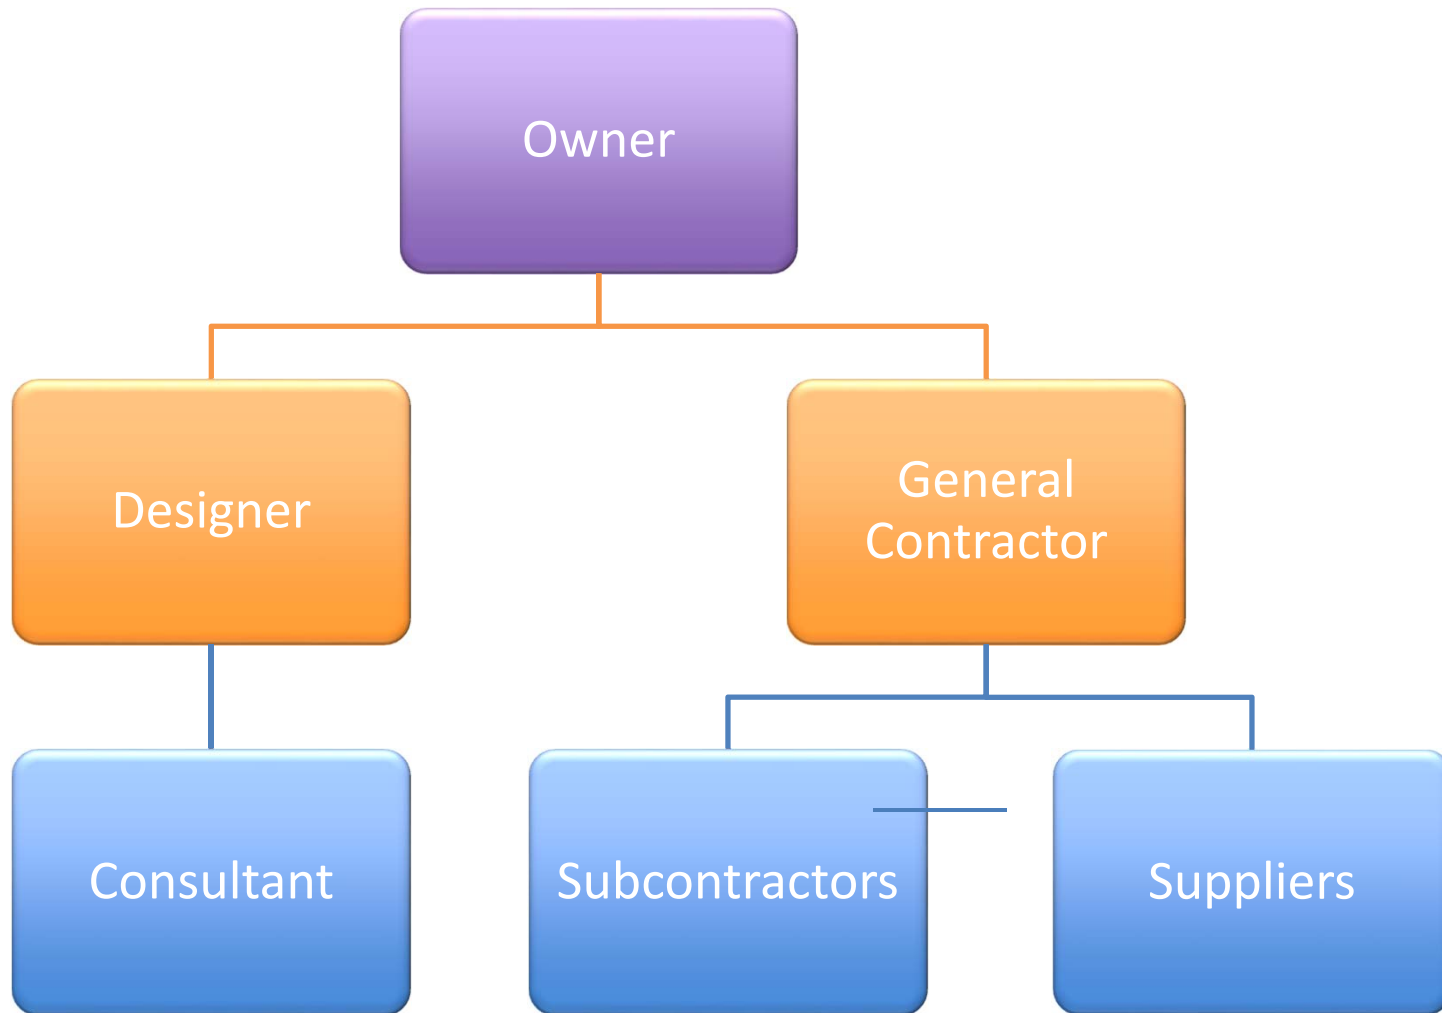 Owner
Designer
General
Contractor
Consultant
Subcontractors
Suppliers